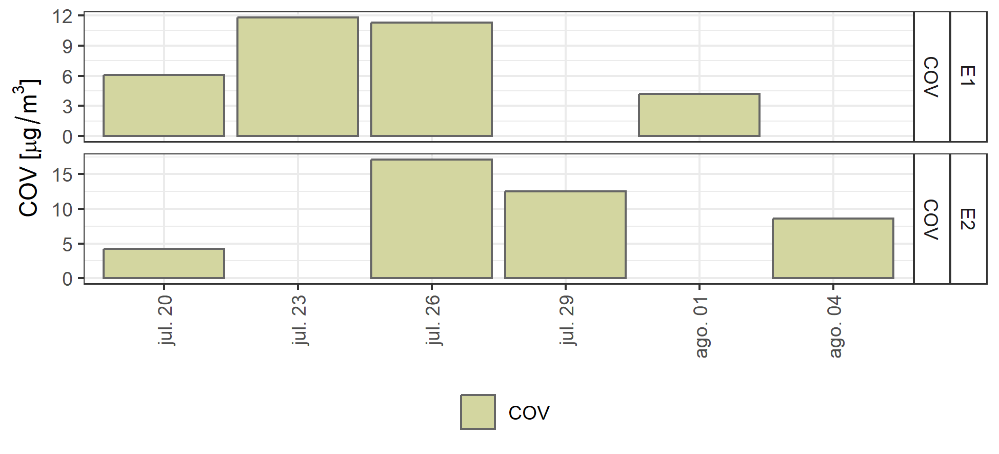 COV [µg/m³]
12
9
6
3
0
COV
E1
15
10
5
0
COV
E2
jul. 20
jul. 23
jul. 26
jul. 29
ago. 01
ago. 04
COV